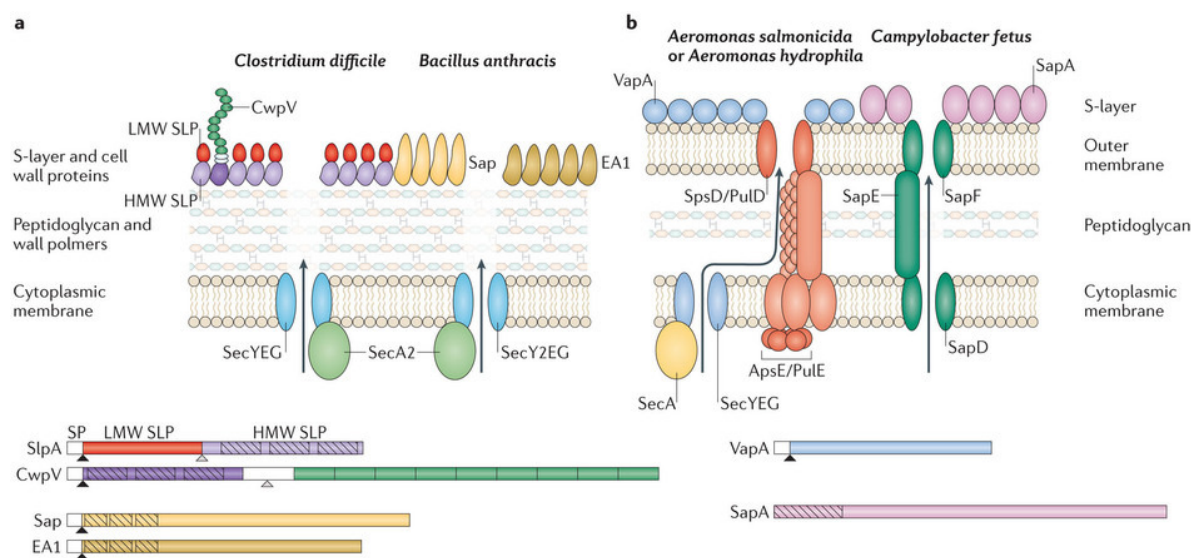 a
Clostridium difficile
Bacillus anthracis
CwpV
LMW SLP
S-layer and cell
wall proteins
Sap
EA1
HMW SLP
Peptidoglycan and
wall polmers
Cytoplasmic
membrane
SecYEG
SecA2
SecY2EG
SP
LMW SLP
HMW SLP
SlpA
CwpV
Sap
EA1
b
Aeromonas salmonicida
or Aeromonas hydrophila
Campylobacter fetus
VapA
SapA
S-layer
Outer
membrane
SpsD/PulD
SapE
SapF
Peptidoglycan
Cytoplasmic
membrane
SapD
ApsE/PulE
SecA
SecYEG
VapA
SapA